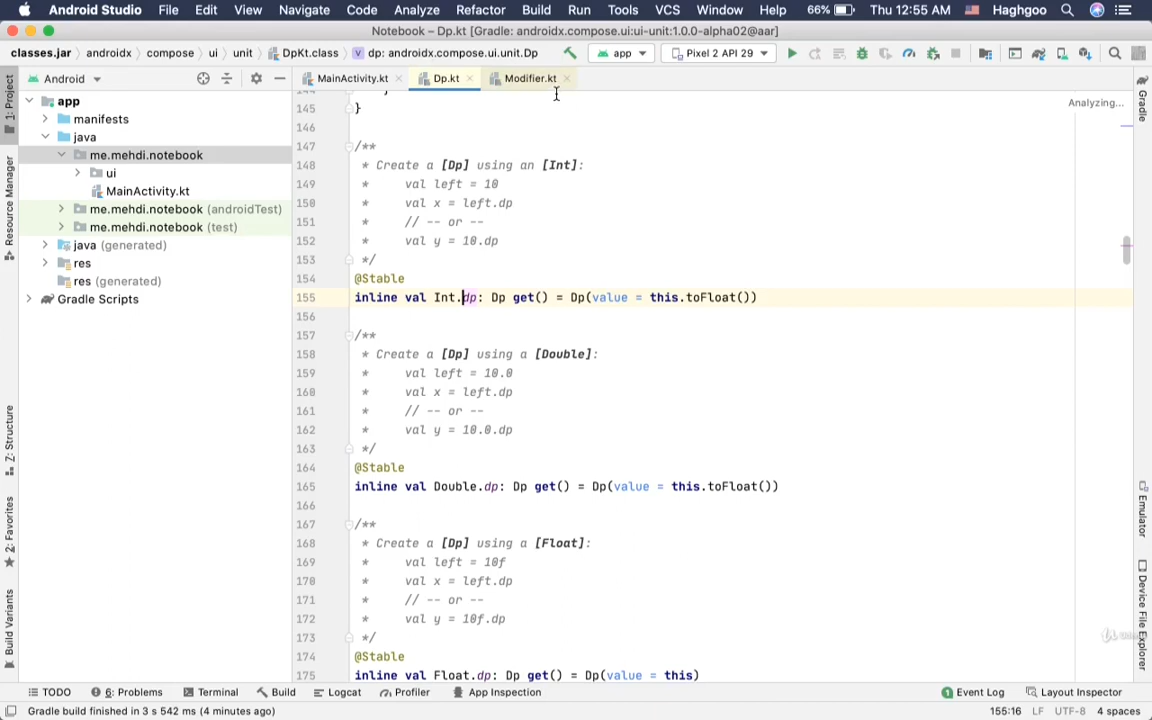 Android Studio File Edit View Navigate Code Analyze Refactor Build Run Tools VCS Window Help 66% Thu 12:55 AM Haghgoo
Notebook – Dp.kt [Gradle: androidx.compose.ui:ui-unit:1.0.0-alpha02@aar]
classes.jar androidx compose ui unit DpKt.class dp: androidx.compose.ui.unit.Dp app Pixel 2 API 29
Android MainActivity.kt Dp.kt Modifier.kt
Analyzing...
1: Project
Resource Manager
Z: Structure
2: Favorites
Build Variants
app
manifests
java
me.mehdi.notebook
ui
MainActivity.kt
me.mehdi.notebook (androidTest)
me.mehdi.notebook (test)
java (generated)
res
res (generated)
Gradle Scripts
145 }
146
147 /**
148 * Create a [Dp] using an [Int]:
149 * val left = 10
150 * val x = left.dp
151 * // -- or --
152 * val y = 10.dp
153 */
154 @Stable
155 inline val Int.dp: Dp get() = Dp(value = this.toFloat())
156
157 /**
158 * Create a [Dp] using a [Double]:
159 * val left = 10.0
160 * val x = left.dp
161 * // -- or --
162 * val y = 10.0.dp
163 */
164 @Stable
165 inline val Double.dp: Dp get() = Dp(value = this.toFloat())
166
167 /**
168 * Create a [Dp] using a [Float]:
169 * val left = 10f
170 * val x = left.dp
171 * // -- or --
172 * val y = 10f.dp
173 */
174 @Stable
175 inline val Float.dp: Dp get() = Dp(value = this)
Gradle
Emulator
Device File Explorer
TODO 6: Problems Terminal Build Logcat Profiler App Inspection 1 Event Log Layout Inspector
Gradle build finished in 3 s 542 ms (4 minutes ago) 155:16 LF UTF-8 4 spaces